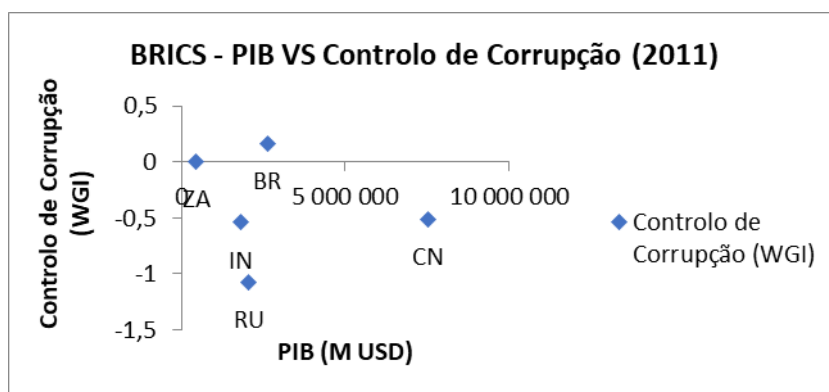 BRICS - PIB VS Controlo de Corrupção (2011)
Controlo de Corrupção
(WGI)
0,5
0
-0,5
-1
-1,5
0
5 000 000
10 000 000
ZA
BR
IN
CN
RU
PIB (M USD)
Controlo de
Corrupção (WGI)